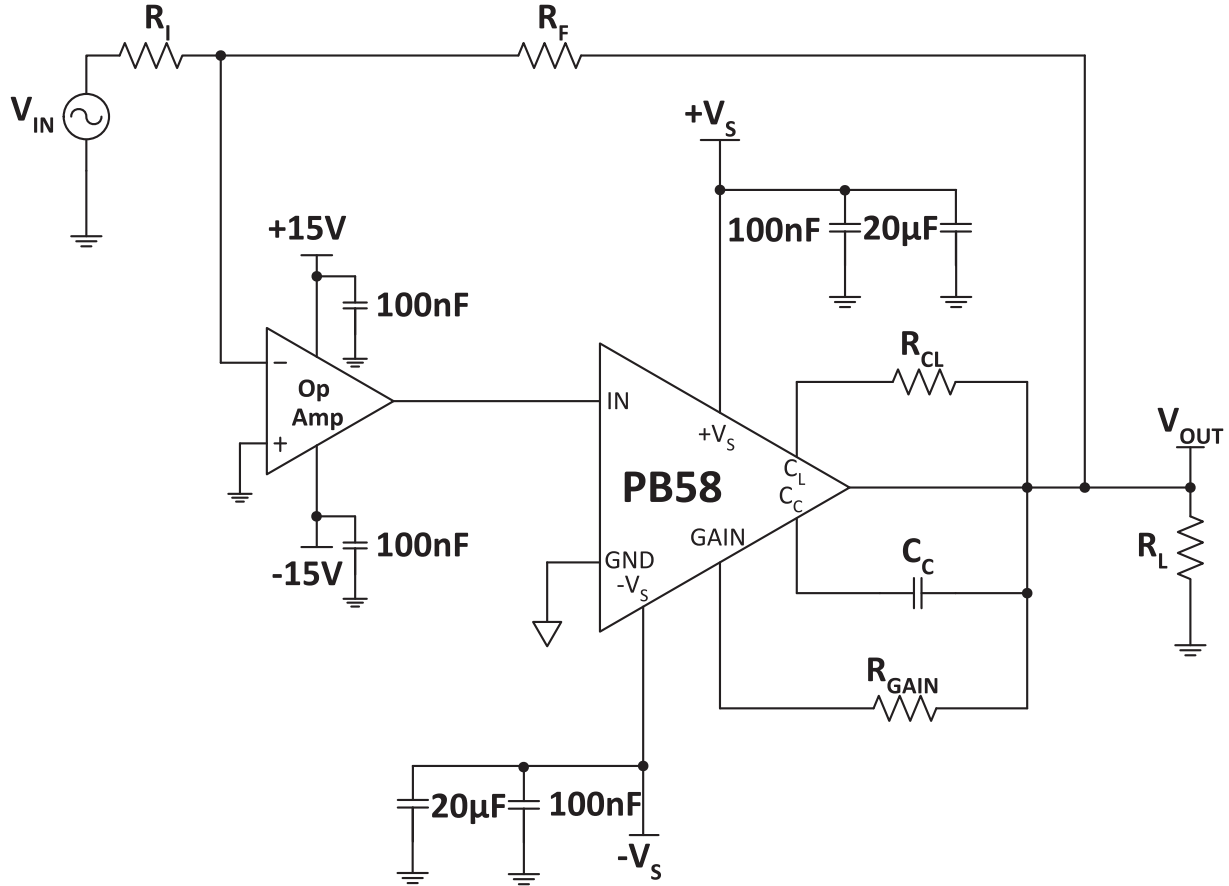 R_I
R_F
V_IN
+V_S
+15V
100nF
20µF
100nF
R_CL
Op
Amp
IN
+V_S
V_OUT
C_L
PB58
C_C
GAIN
-15V
100nF
GND
-V_S
C_C
R_L
R_GAIN
20µF
100nF
-V_S